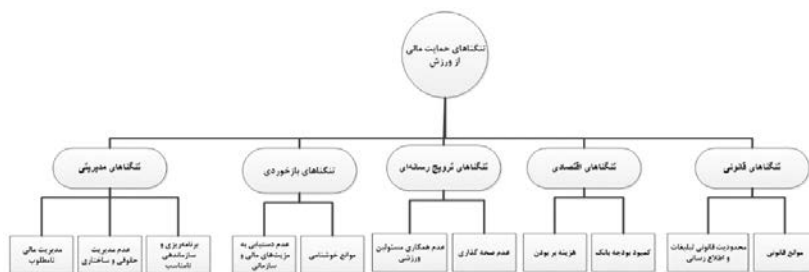 تنگناهای حمایت مالی
از ورزش
تنگناهای قانونی
تنگناهای اقتصادی
تنگناهای ترویج رسانه‌ای
تنگناهای بازخوردی
تنگناهای مدیریتی
موانع قانونی
محدودیت قانونی تبلیغات
و اطلاع رسانی
کمبود بودجه بانک
هزینه بر بودن
عدم صحه گذاری
عدم همکاری مسئولین
ورزشی
موانع خوشنامی
عدم دستیابی به
مزیت‌های مالی و
سازمانی
برنامه‌ریزی و
سازماندهی
نامناسب
عدم مدیریت
حقوقی و ساختاری
مدیریت مالی
نامطلوب